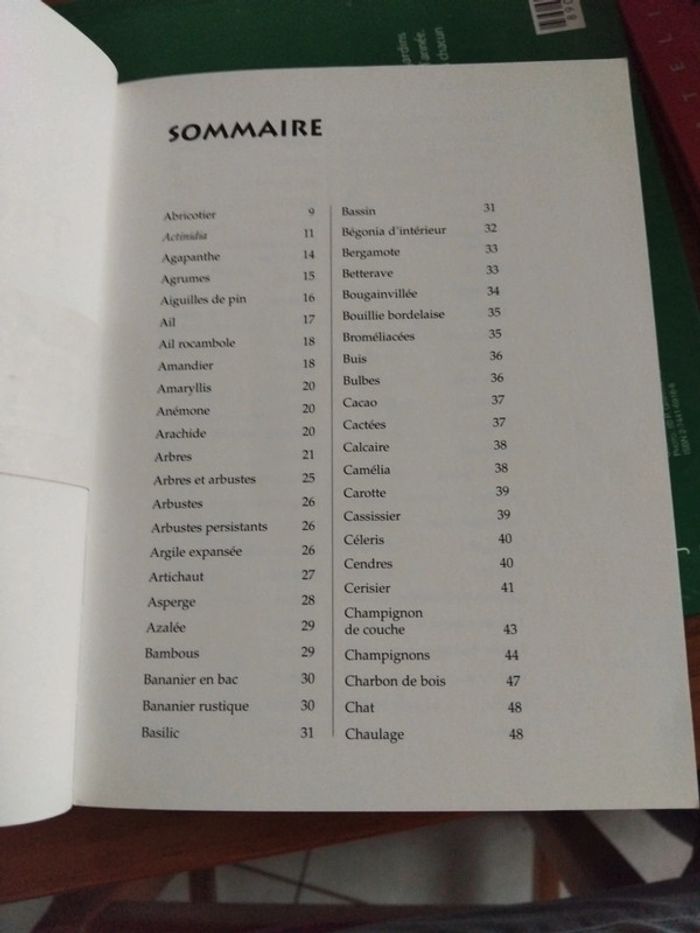 SOMMAIRE
Abricotier 9
Actinidia 11
Agapanthe 14
Agrumes 15
Aiguilles de pin 16
Ail 17
Ail rocambole 18
Amandier 18
Amaryllis 20
Anémone 20
Arachide 20
Arbres 21
Arbres et arbustes 25
Arbustes 26
Arbustes persistants 26
Argile expansée 26
Artichaut 27
Asperge 28
Azalée 29
Bambous 29
Bananier en bac 30
Bananier rustique 30
Basilic 31
Bassin 31
Bégonia d'intérieur 32
Bergamote 33
Betterave 33
Bougainvillée 34
Bouillie bordelaise 35
Broméliacées 35
Buis 36
Bulbes 36
Cacao 37
Cactées 37
Calcaire 38
Camélia 38
Carotte 39
Cassissier 39
Céleris 40
Cendres 40
Cerisier 41
Champignon
de couche 43
Champignons 44
Charbon de bois 47
Chat 48
Chaulage 48
ardins
l'année.
chacun